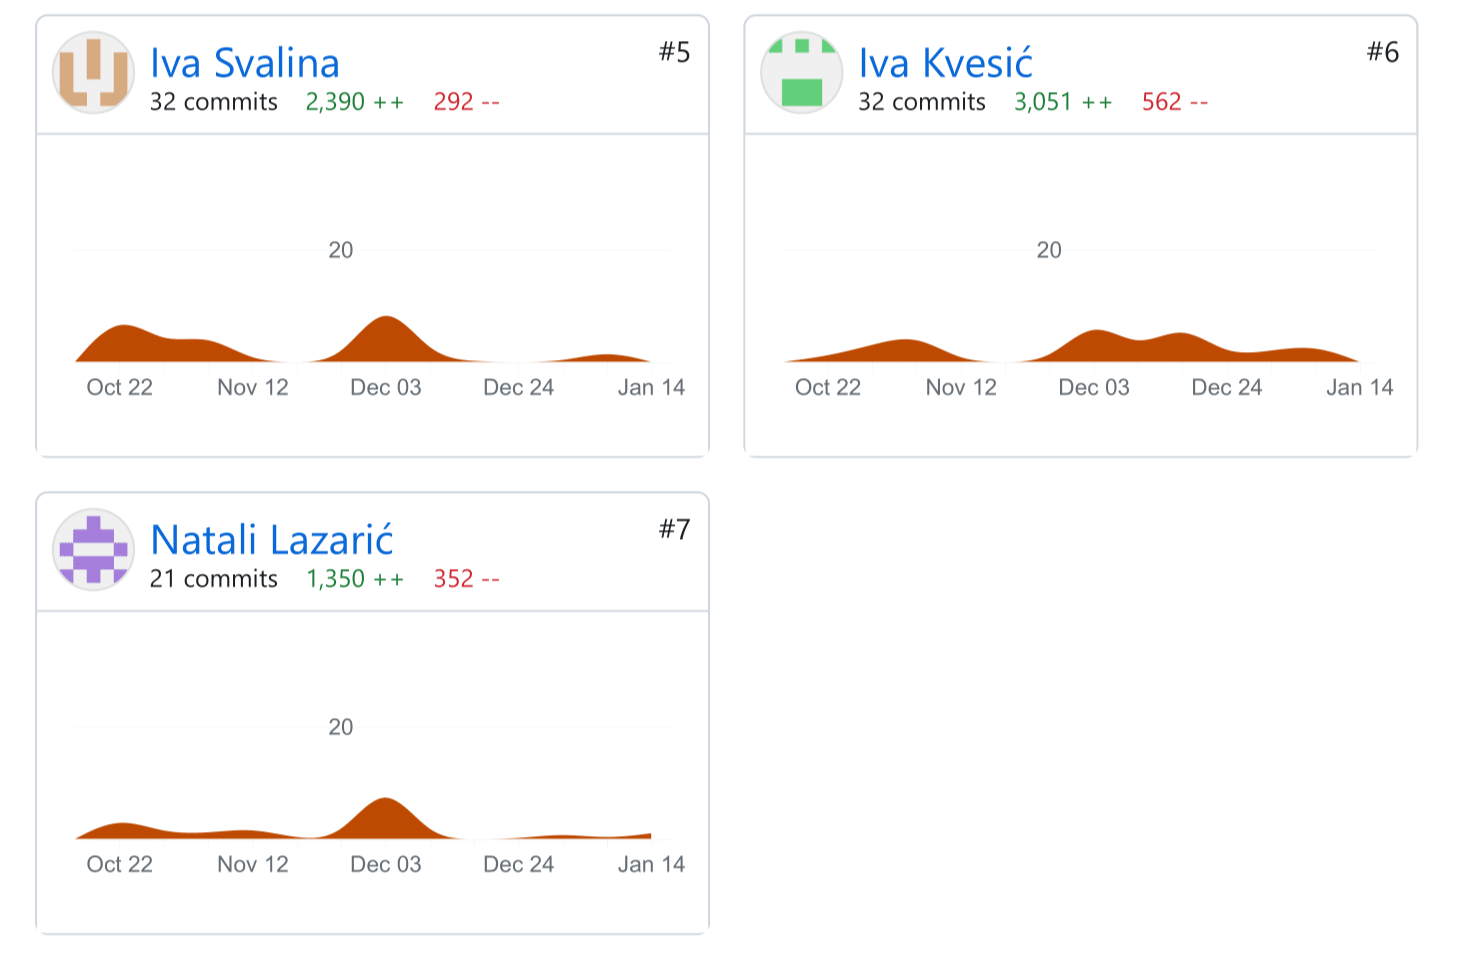 Iva Svalina
#5
32 commits 2,390 ++ 292 --
20
Oct 22 Nov 12 Dec 03 Dec 24 Jan 14
Iva Kvesić
#6
32 commits 3,051 ++ 562 --
20
Oct 22 Nov 12 Dec 03 Dec 24 Jan 14
Natali Lazarić
#7
21 commits 1,350 ++ 352 --
20
Oct 22 Nov 12 Dec 03 Dec 24 Jan 14